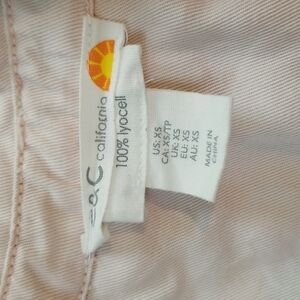 california
100% lyocell
US: XS
CA: XS/TP
UK: XS
EU: XS
AU: XS
MADE IN
CHINA